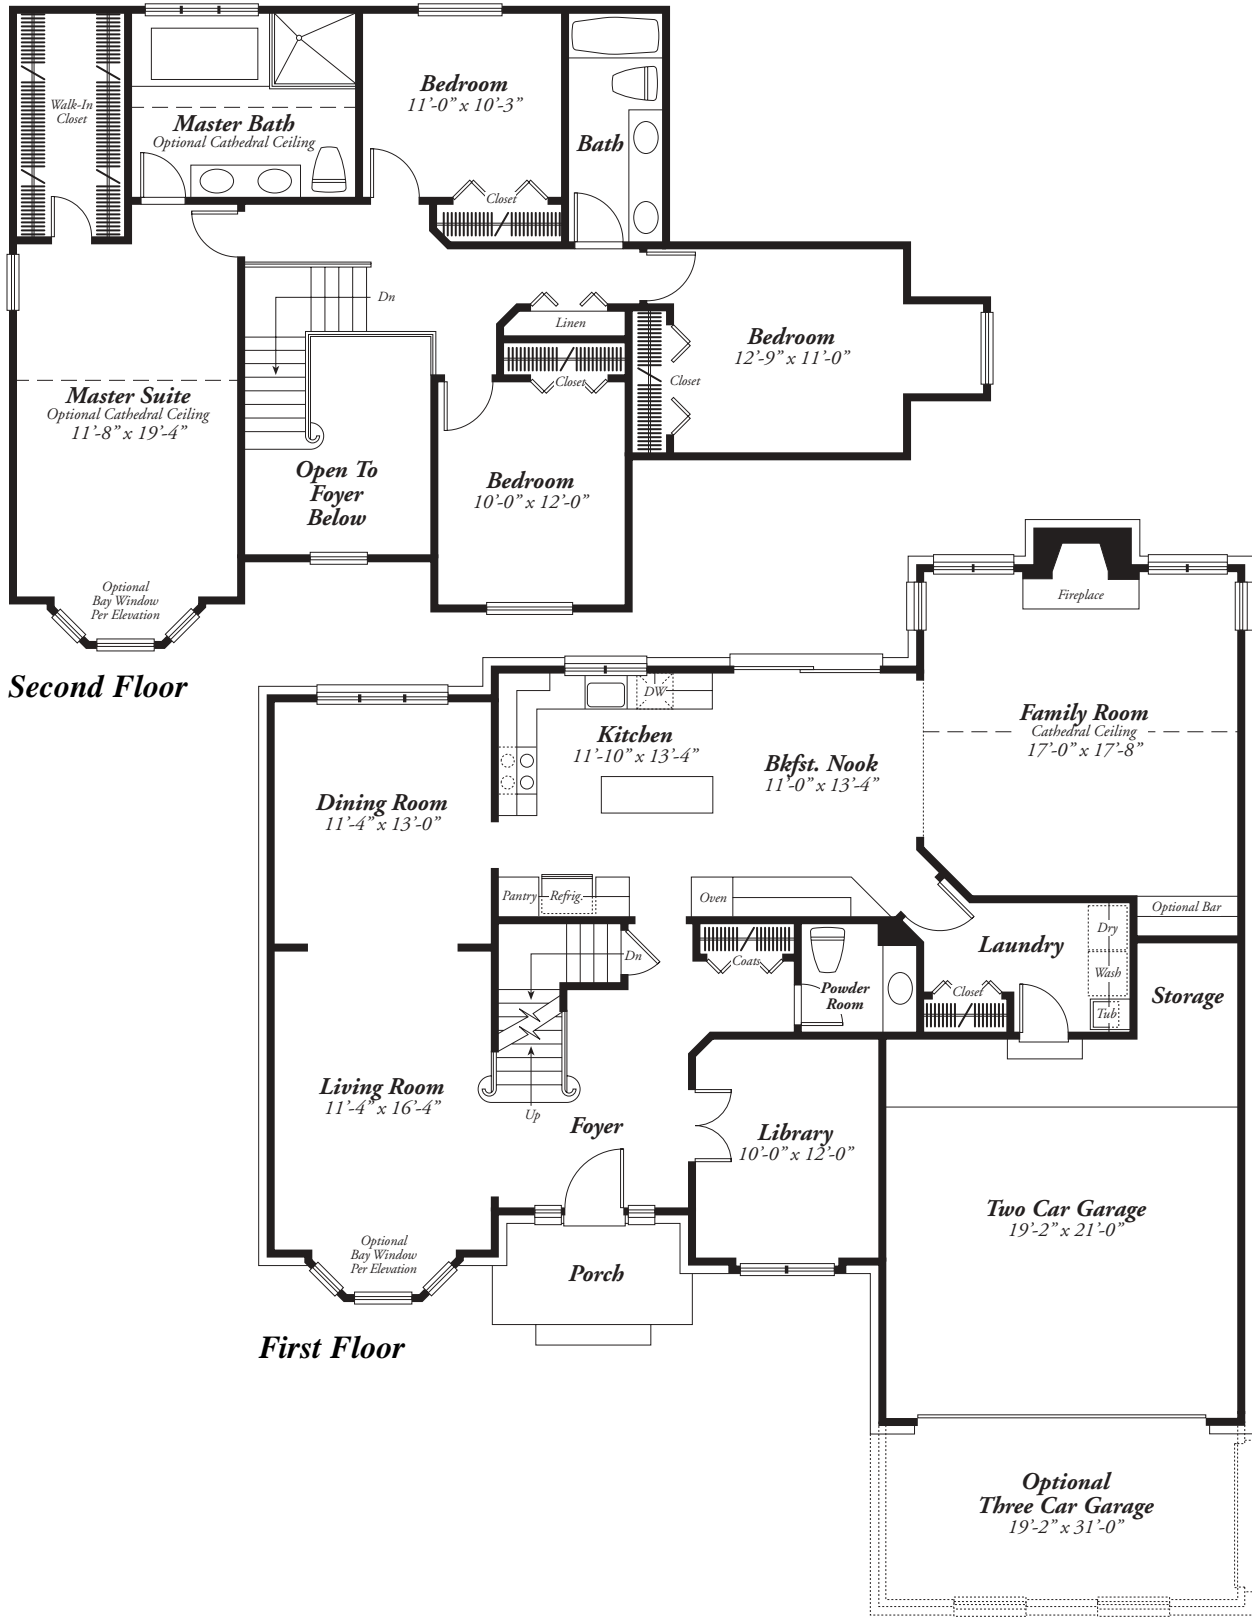 Walk-In
Closet
Master Bath
Optional Cathedral Ceiling
Bedroom
11'-0" x 10'-3"
Closet
Bath
Dn
Linen
Closet
Closet
Bedroom
12'-9" x 11'-0"
Master Suite
Optional Cathedral Ceiling
11'-8" x 19'-4"
Open To
Foyer
Below
Bedroom
10'-0" x 12'-0"
Optional
Bay Window
Per Elevation
Second Floor
Fireplace
Family Room
Cathedral Ceiling
17'-0" x 17'-8"
DW
Kitchen
11'-10" x 13'-4"
Bkfst. Nook
11'-0" x 13'-4"
Dining Room
11'-4" x 13'-0"
Pantry
Refrig.
Oven
Optional Bar
Dn
Coats
Powder
Room
Laundry
Dry
Wash
Tub
Closet
Storage
Living Room
11'-4" x 16'-4"
Up
Foyer
Library
10'-0" x 12'-0"
Two Car Garage
19'-2" x 21'-0"
Optional
Bay Window
Per Elevation
Porch
First Floor
Optional
Three Car Garage
19'-2" x 31'-0"